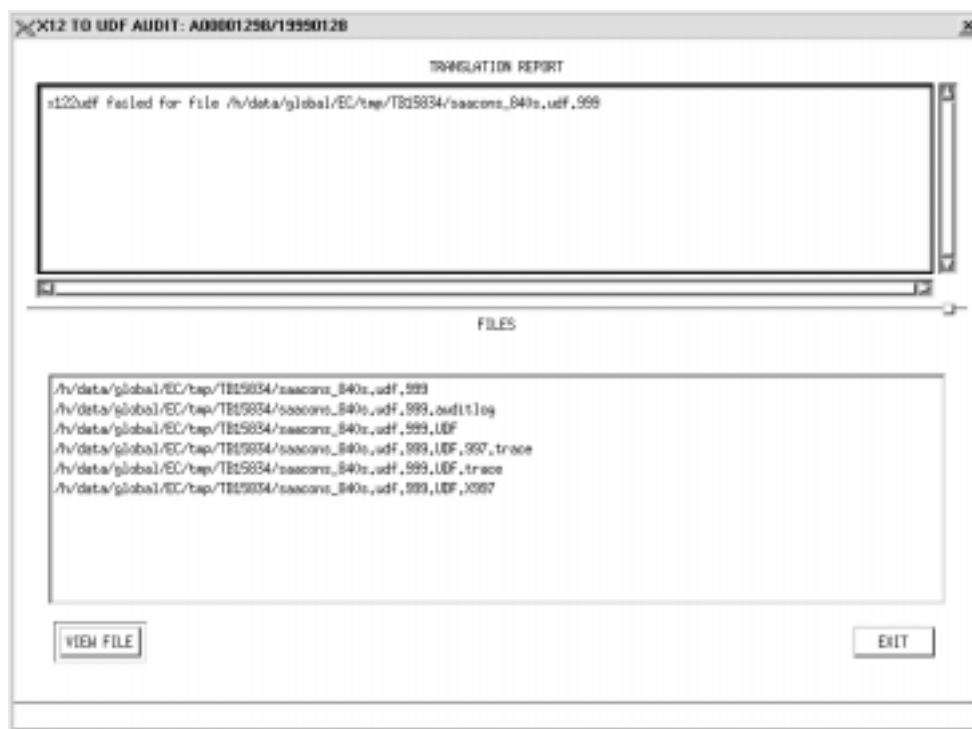 X12 TO UDF AUDIT: A00001298/19990128
TRANSLATION REPORT
x122udf failed for file /h/data/global/EC/tmp/TB15834/saacons_840s.udf.999
FILES
/h/data/global/EC/tmp/TB15834/saacons_840s.udf.999
/h/data/global/EC/tmp/TB15834/saacons_840s.udf.999.auditlog
/h/data/global/EC/tmp/TB15834/saacons_840s.udf.999.UDF
/h/data/global/EC/tmp/TB15834/saacons_840s.udf.999.UDF.997.trace
/h/data/global/EC/tmp/TB15834/saacons_840s.udf.999.UDF.trace
/h/data/global/EC/tmp/TB15834/saacons_840s.udf.999.UDF.X997
VIEW FILE
EXIT